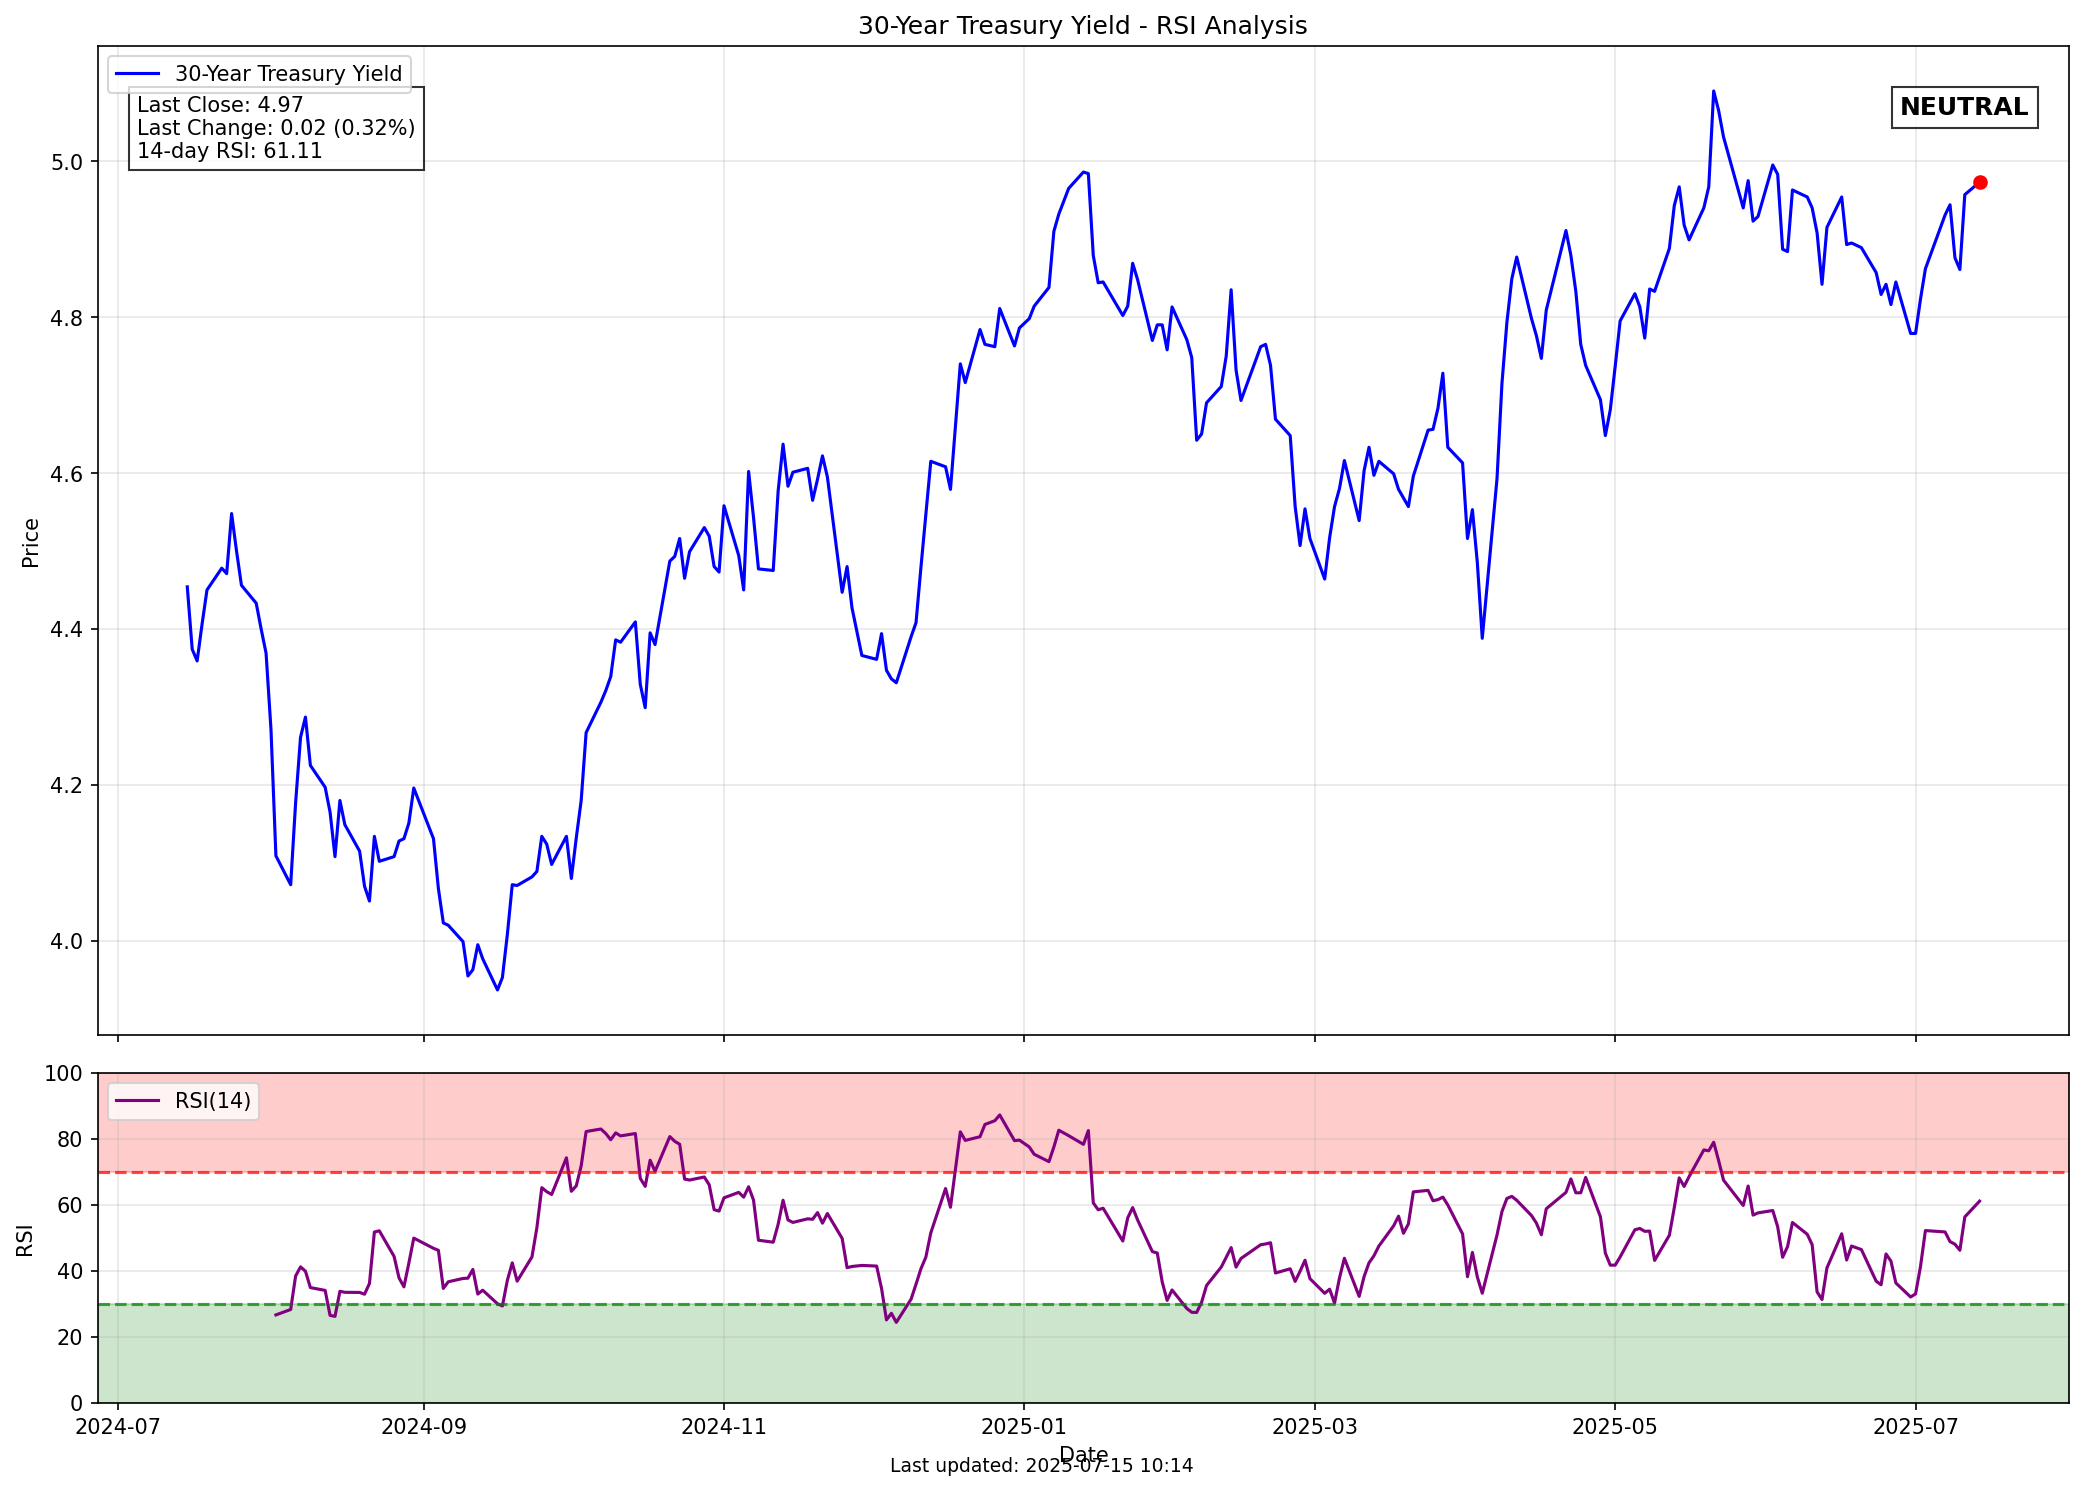 30-Year Treasury Yield - RSI Analysis
30-Year Treasury Yield
Last Close: 4.97
Last Change: 0.02 (0.32%)
14-day RSI: 61.11
NEUTRAL
Price
5.0
4.8
4.6
4.4
4.2
4.0
RSI(14)
RSI
100
80
60
40
20
0
2024-07
2024-09
2024-11
2025-01
2025-03
2025-05
2025-07
Date
Last updated: 2025-07-15 10:14